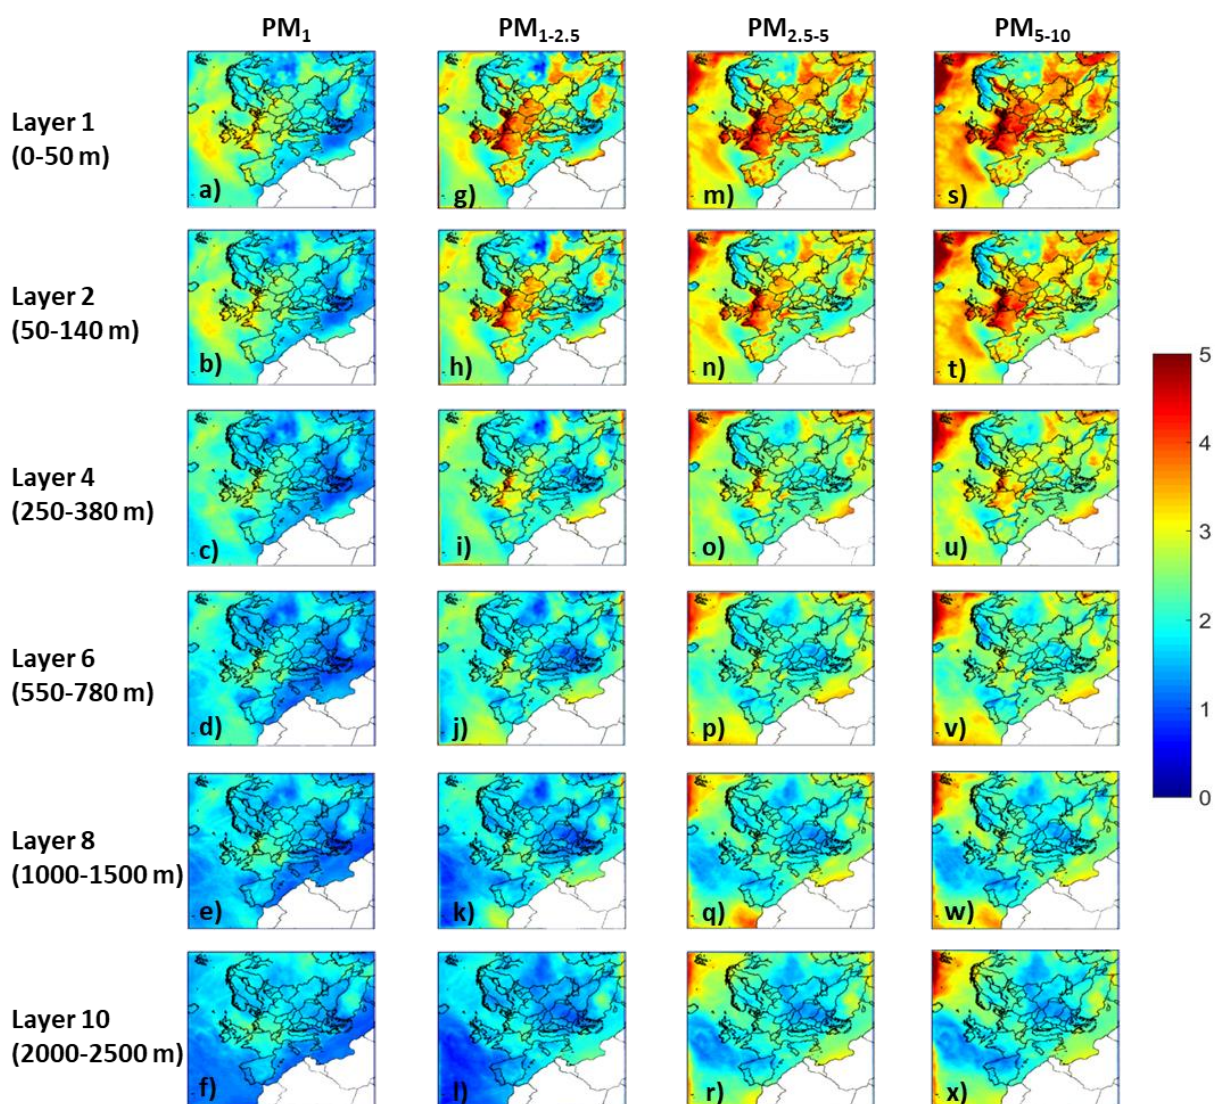 PM1 PM1-2.5 PM2.5-5 PM5-10
Layer 1
(0-50 m)
a) g) m) s)
Layer 2
(50-140 m)
b) h) n) t)
Layer 4
(250-380 m)
c) i) o) u)
Layer 6
(550-780 m)
d) j) p) v)
Layer 8
(1000-1500 m)
e) k) q) w)
Layer 10
(2000-2500 m)
f) l) r) x)
5
4
3
2
1
0